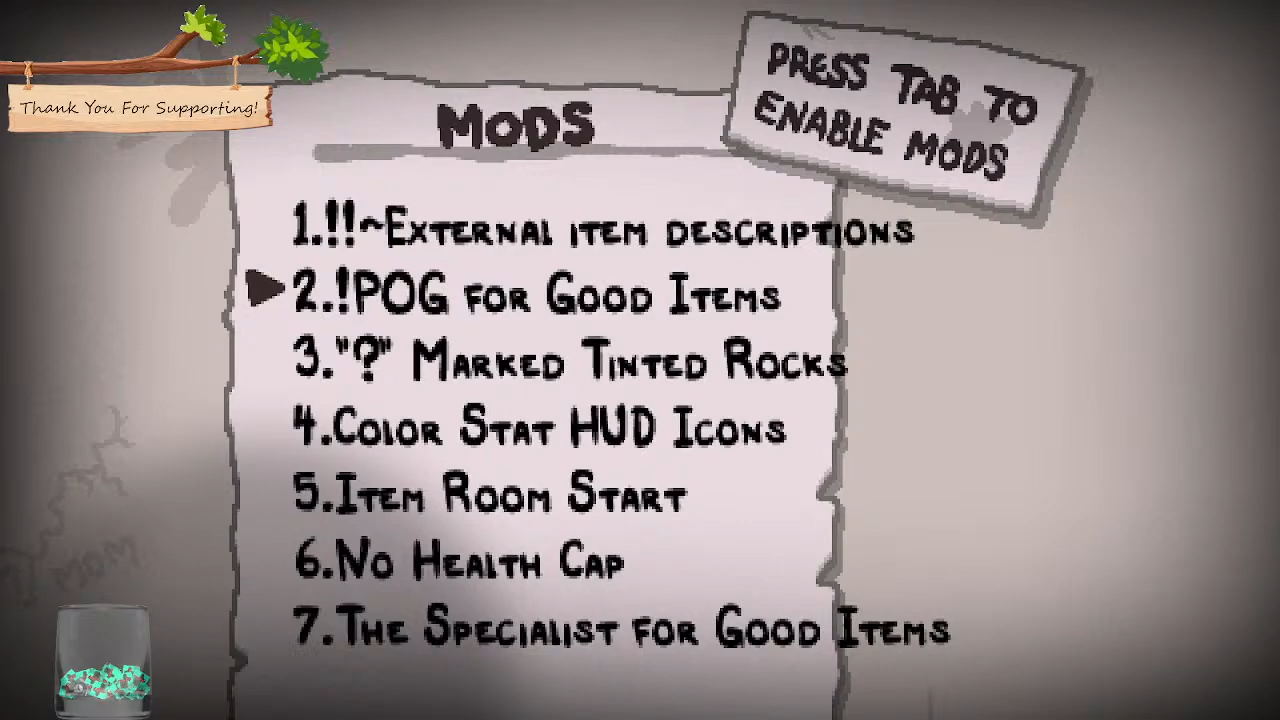 Thank You For Supporting!
MODS
PRESS TAB TO
ENABLE MODS
1.!!~External item descriptions
2.!POG for Good Items
3."?" Marked Tinted Rocks
4.Color Stat HUD Icons
5.Item Room Start
6.No Health Cap
7.The Specialist for Good Items
MOM